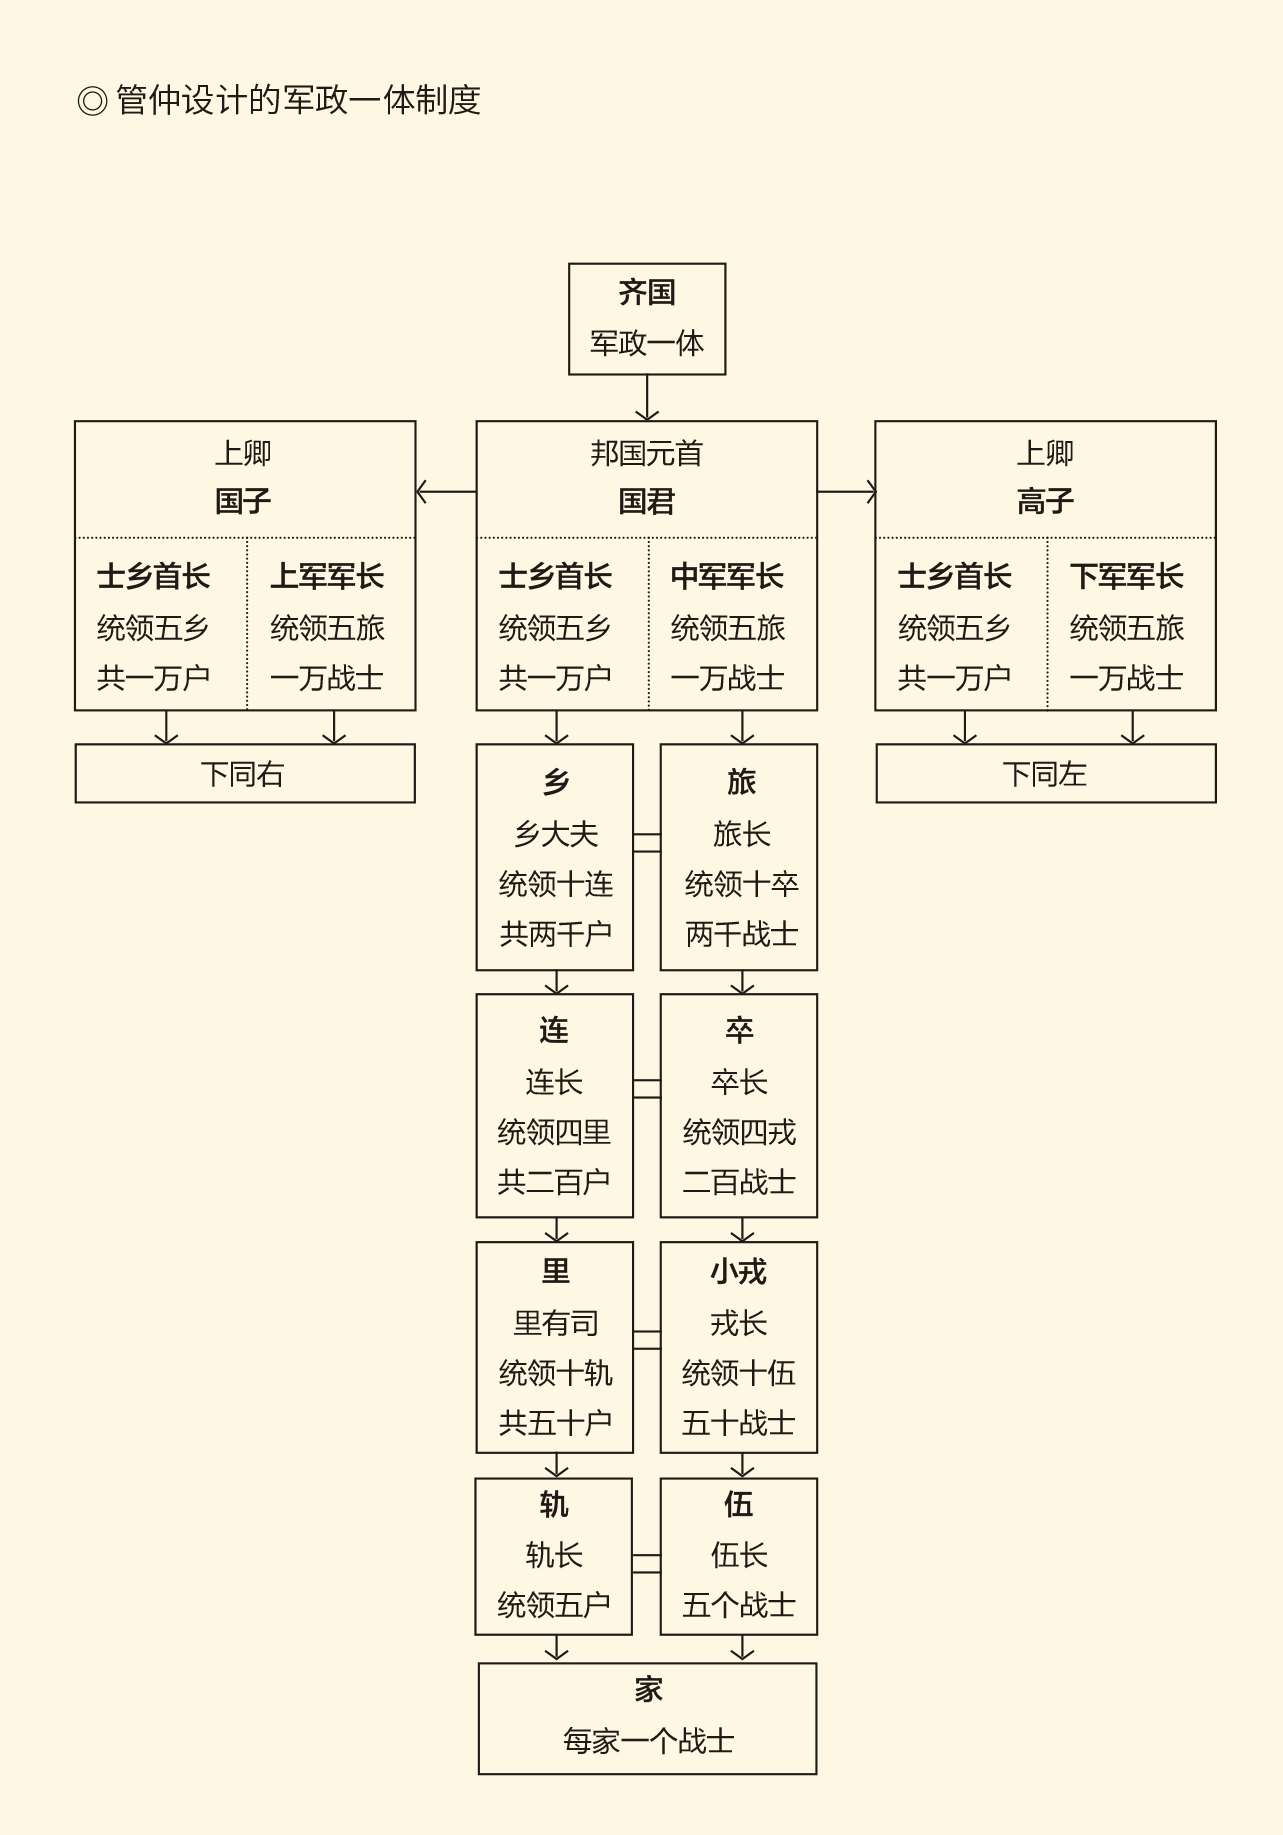 ◎ 管仲设计的军政一体制度
齐国
军政一体
上卿
国子
士乡首长
统领五乡
共一万户
上军军长
统领五旅
一万战士
下同右
邦国元首
国君
士乡首长
统领五乡
共一万户
中军军长
统领五旅
一万战士
上卿
高子
士乡首长
统领五乡
共一万户
下军军长
统领五旅
一万战士
下同左
乡
乡大夫
统领十连
共两千户
旅
旅长
统领十卒
两千战士
连
连长
统领四里
共二百户
卒
卒长
统领四戎
二百战士
里
里有司
统领十轨
共五十户
小戎
戎长
统领十伍
五十战士
轨
轨长
统领五户
伍
伍长
五个战士
家
每家一个战士